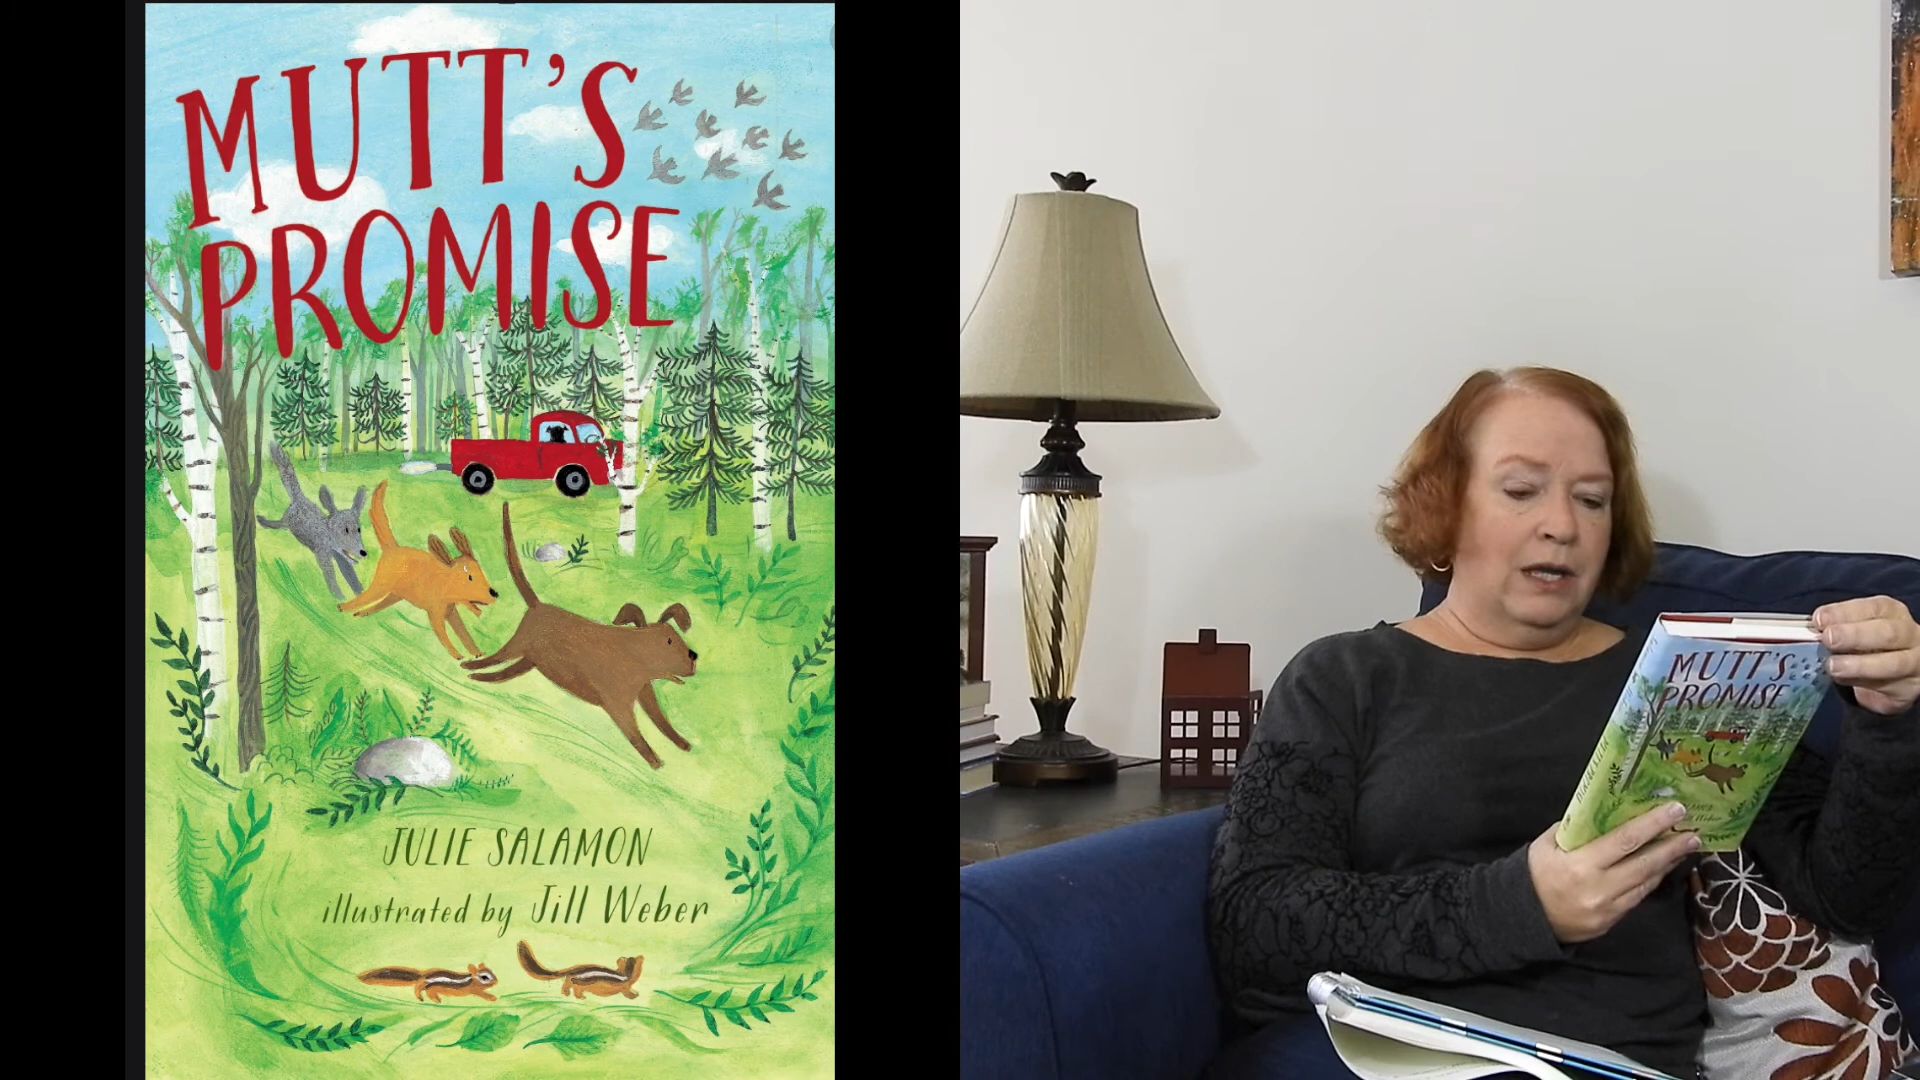 MUTT'S
PROMISE
JULIE SALAMON
illustrated by Jill Weber
MUTT'S
PROMISE